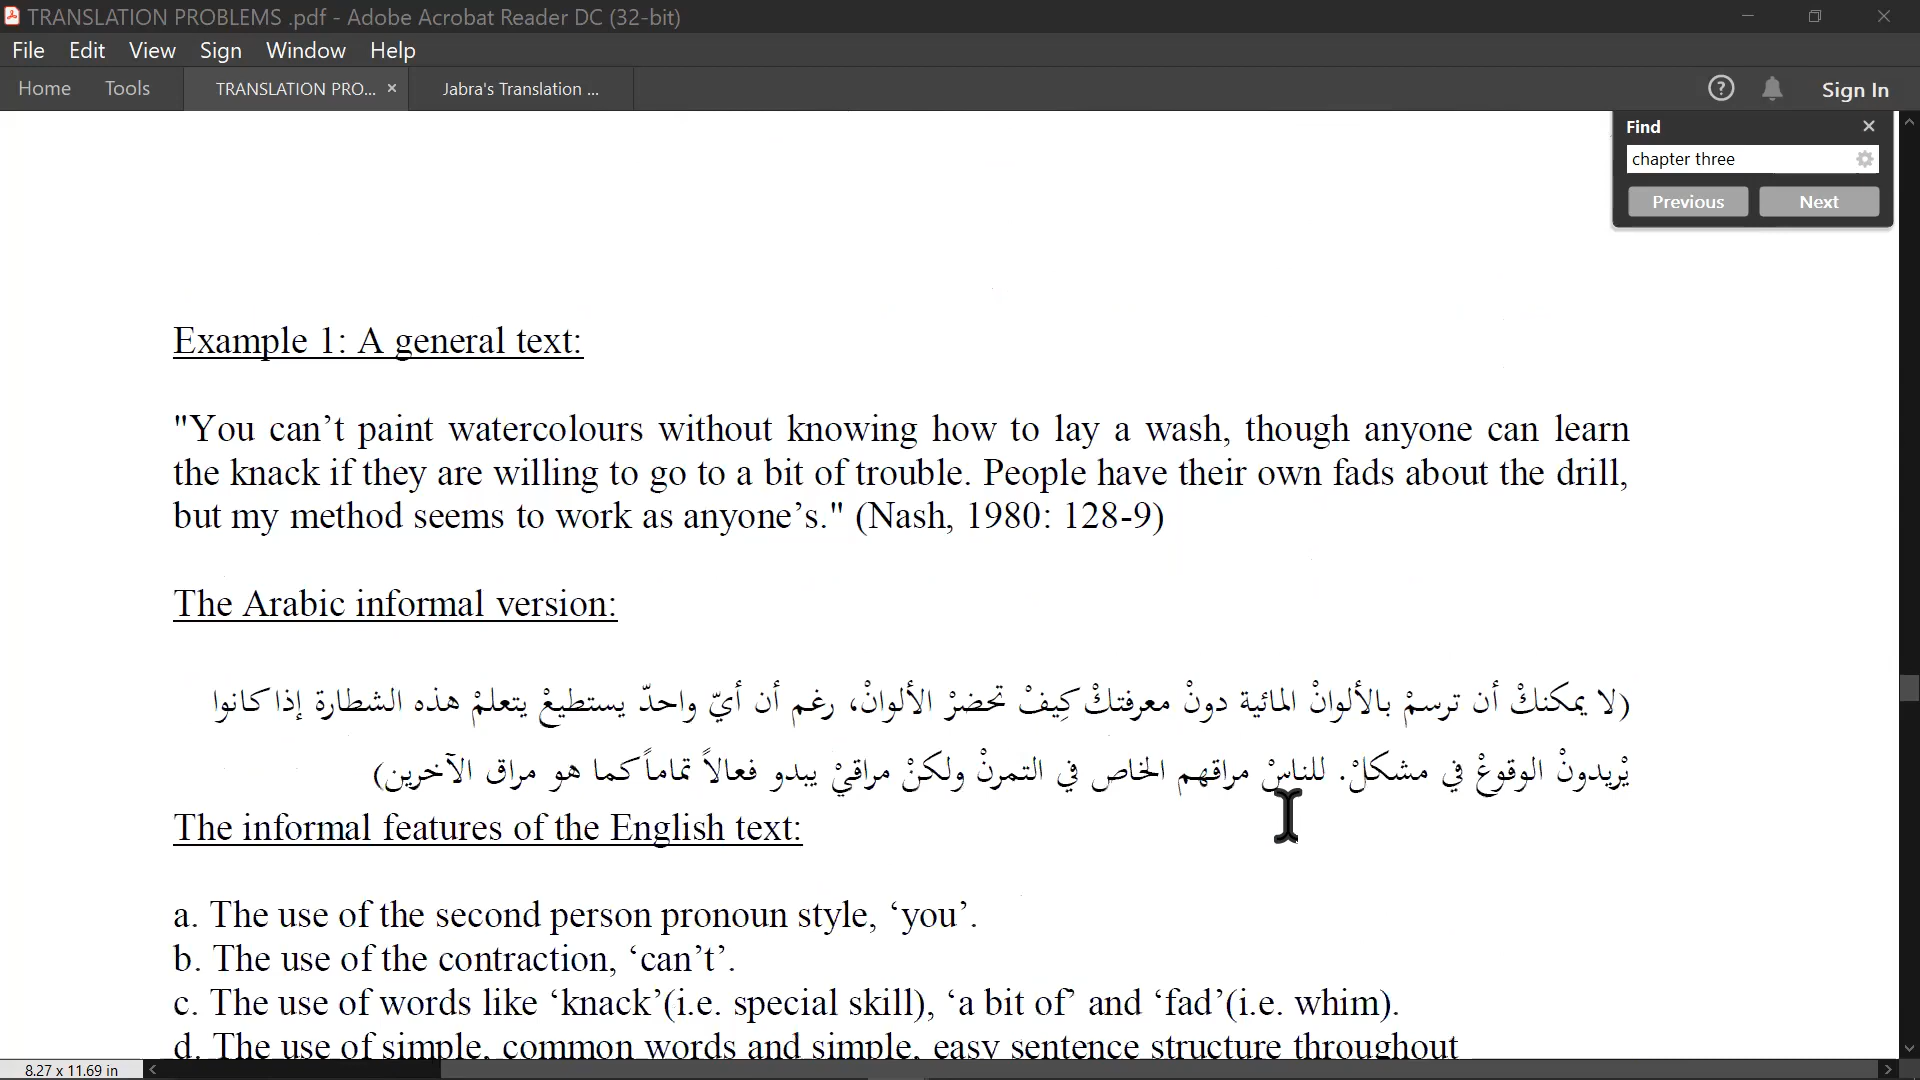 TRANSLATION PROBLEMS .pdf - Adobe Acrobat Reader DC (32-bit)
File Edit View Sign Window Help
Home Tools TRANSLATION PRO... × Jabra's Translation ... Sign In
Find
chapter three
Previous Next
Example 1: A general text:
"You can’t paint watercolours without knowing how to lay a wash, though anyone can learn
the knack if they are willing to go to a bit of trouble. People have their own fads about the drill,
but my method seems to work as anyone’s." (Nash, 1980: 128-9)
The Arabic informal version:
(لا يمكنكْ أن ترسمْ بالألوانْ المائية دونْ معرفتكْ كِيفْ تحضرْ الألوانْ، رغم أن أيّ واحدّ يستطيعْ يتعلمْ هذه الشطارة إذا كانوا
يْريدونْ الوقوعْ في مشكلْ. للناسْ مراقهم الخاص في التمرنْ ولكنْ مراقيْ يبدو فعالاً تماماً كما هو مراق الآخرين)
The informal features of the English text:
a. The use of the second person pronoun style, ‘you’.
b. The use of the contraction, ‘can’t’.
c. The use of words like ‘knack’(i.e. special skill), ‘a bit of’ and ‘fad’(i.e. whim).
d. The use of simple, common words and simple, easy sentence structure throughout
8.27 x 11.69 in